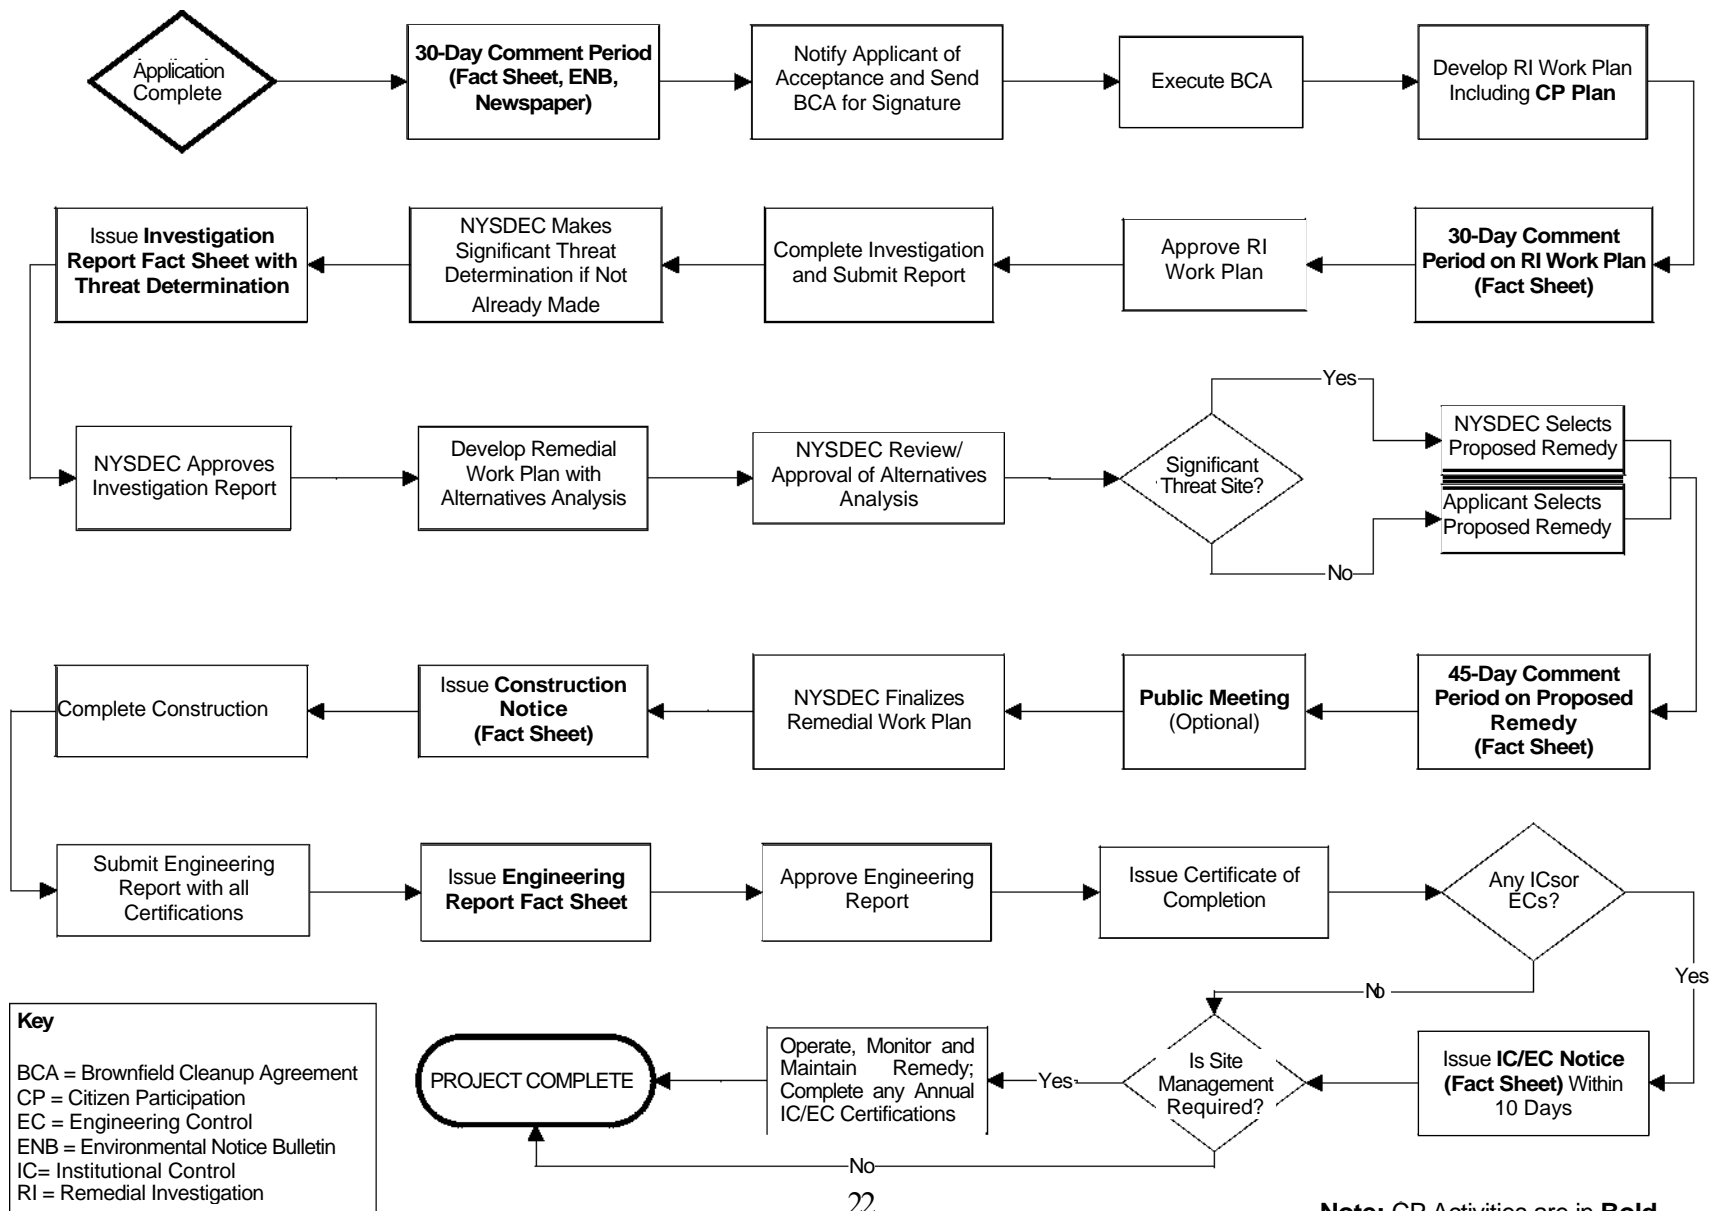 Application
Complete
30-Day Comment Period
(Fact Sheet, ENB,
Newspaper)
Notify Applicant of
Acceptance and Send
BCA for Signature
Execute BCA
Develop RI Work Plan
Including CP Plan
Issue Investigation
Report Fact Sheet with
Threat Determination
NYSDEC Makes
Significant Threat
Determination if Not
Already Made
Complete Investigation
and Submit Report
Approve RI
Work Plan
30-Day Comment
Period on RI Work Plan
(Fact Sheet)
NYSDEC Approves
Investigation Report
Develop Remedial
Work Plan with
Alternatives Analysis
NYSDEC Review/
Approval of Alternatives
Analysis
Significant
Threat Site?
Yes
No
NYSDEC Selects
Proposed Remedy
Applicant Selects
Proposed Remedy
Complete Construction
Issue Construction
Notice
(Fact Sheet)
NYSDEC Finalizes
Remedial Work Plan
Public Meeting
(Optional)
45-Day Comment
Period on Proposed
Remedy
(Fact Sheet)
Submit Engineering
Report with all
Certifications
Issue Engineering
Report Fact Sheet
Approve Engineering
Report
Issue Certificate of
Completion
Any ICsor
ECs?
Yes
No
Key
BCA = Brownfield Cleanup Agreement
CP = Citizen Participation
EC = Engineering Control
ENB = Environmental Notice Bulletin
IC= Institutional Control
RI = Remedial Investigation
PROJECT COMPLETE
Operate, Monitor and
Maintain Remedy;
Complete any Annual
IC/EC Certifications
Yes
Is Site
Management
Required?
Issue IC/EC Notice
(Fact Sheet) Within
10 Days
No
22
Note: CP Activities are in Bold